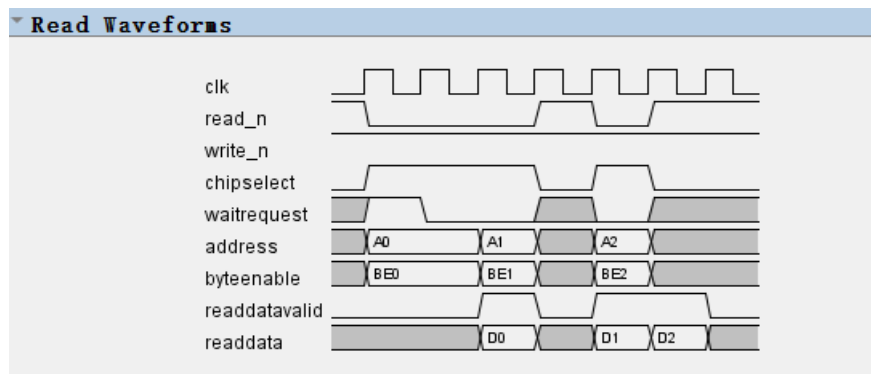 Read Waveforms
clk
read_n
write_n
chipselect
waitrequest
address A0 A1 A2
byteenable BE0 BE1 BE2
readdatavalid
readdata D0 D1 D2